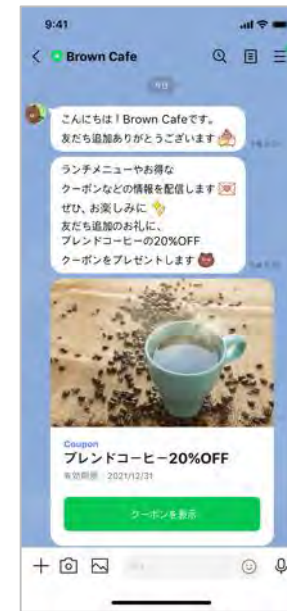 9:41
Brown Cafe
今日
こんにちは！Brown Cafeです。
友だち追加ありがとうございます
ランチメニューやお得な
クーポンなどの情報を配信します
ぜひ、お楽しみに
友だち追加のお礼に、
ブレンドコーヒーの20%OFF
クーポンをプレゼントします
Coupon
ブレンドコーヒー20%OFF
有効期限 2021/12/31
クーポンを表示